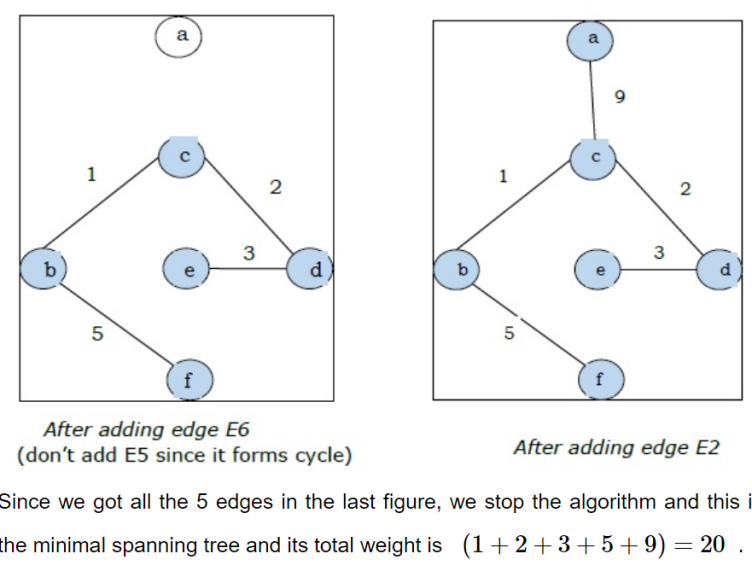 a
a
9
c
c
1
2
1
2
b
e
3
d
b
e
3
d
5
5
f
f
After adding edge E6
(don't add E5 since it forms cycle)
After adding edge E2
Since we got all the 5 edges in the last figure, we stop the algorithm and this i
the minimal spanning tree and its total weight is (1 + 2 + 3 + 5 + 9) = 20 .